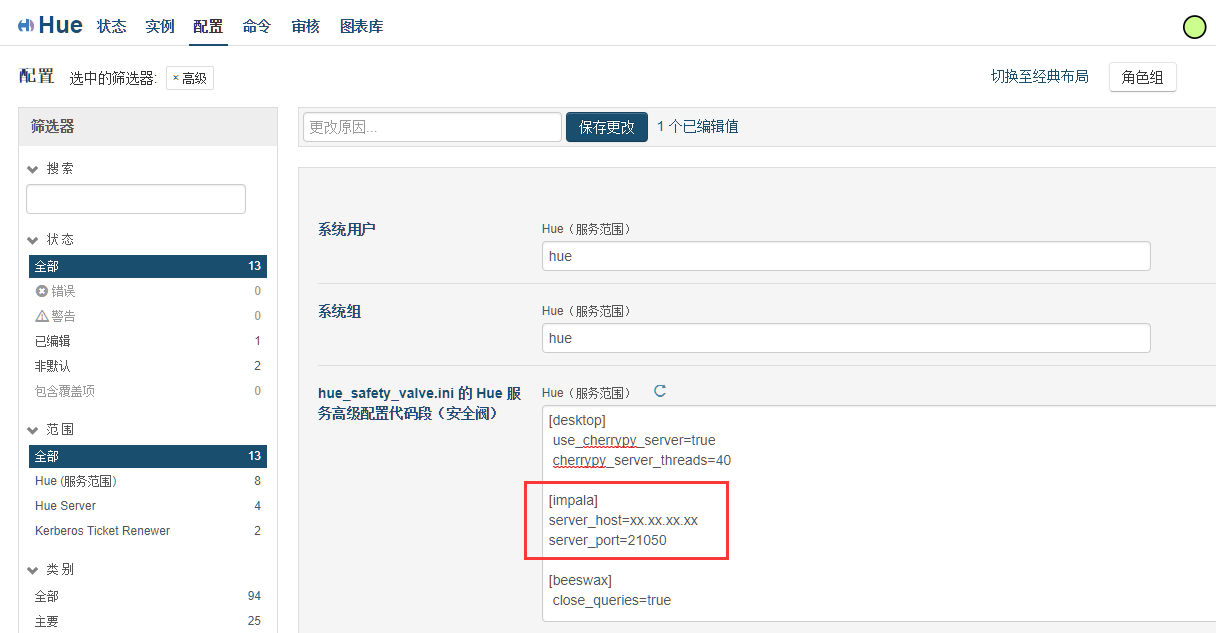 Hue 状态 实例 配置 命令 审核 图表库
配置 选中的筛选器: × 高级 切换至经典布局 角色组
筛选器
更改原因... 保存更改 1 个已编辑值
搜索
状态
全部 13
错误 0
警告 0
已编辑 1
非默认 2
包含覆盖项 0
范围
全部 13
Hue (服务范围) 8
Hue Server 4
Kerberos Ticket Renewer 2
类别
全部 94
主要 25
系统用户 Hue（服务范围）
hue
系统组 Hue（服务范围）
hue
hue_safety_valve.ini 的 Hue 服
务高级配置代码段（安全阀）
Hue（服务范围）
[desktop]
use_cherrypy_server=true
cherrypy_server_threads=40
[impala]
server_host=xx.xx.xx.xx
server_port=21050
[beeswax]
close_queries=true